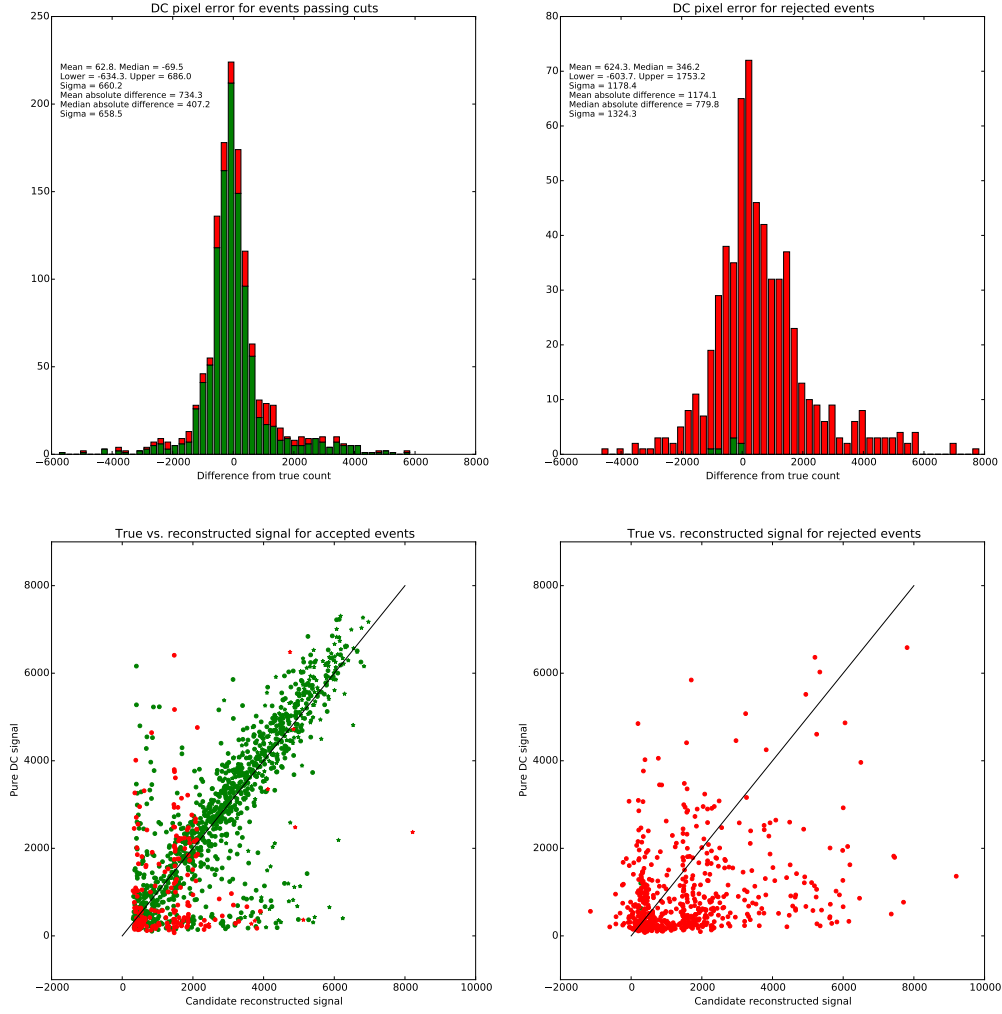 DC pixel error for events passing cuts
250
200
150
100
50
0
Mean = 62.8. Median = -69.5
Lower = -634.3. Upper = 686.0
Sigma = 660.2
Mean absolute difference = 734.3
Median absolute difference = 407.2
Sigma = 658.5
−6000 −4000 −2000 0 2000 4000 6000 8000
Difference from true count
DC pixel error for rejected events
80
70
60
50
40
30
20
10
0
Mean = 624.3. Median = 346.2
Lower = -603.7. Upper = 1753.2
Sigma = 1178.4
Mean absolute difference = 1174.1
Median absolute difference = 779.8
Sigma = 1324.3
−6000 −4000 −2000 0 2000 4000 6000 8000
Difference from true count
True vs. reconstructed signal for accepted events
Pure DC signal
8000
6000
4000
2000
0
−2000 0 2000 4000 6000 8000 10000
Candidate reconstructed signal
True vs. reconstructed signal for rejected events
Pure DC signal
8000
6000
4000
2000
0
−2000 0 2000 4000 6000 8000 10000
Candidate reconstructed signal